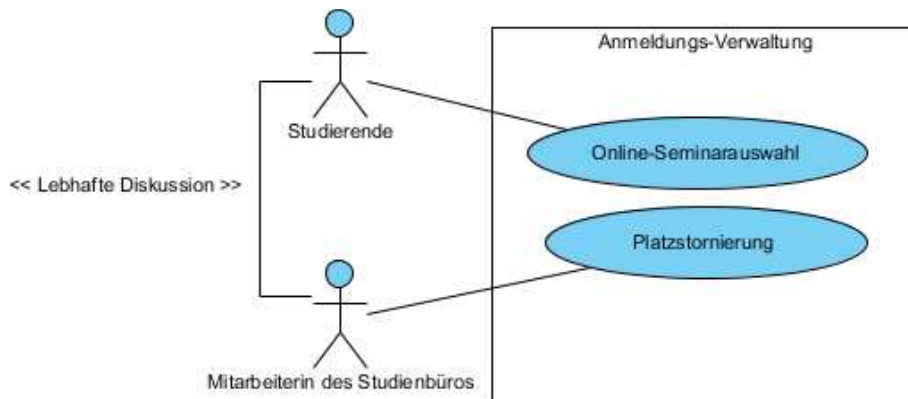 Anmeldungs-Verwaltung
Studierende
Online-Seminarauswahl
<< Lebhafte Diskussion >>
Platzstornierung
Mitarbeiterin des Studienbüros